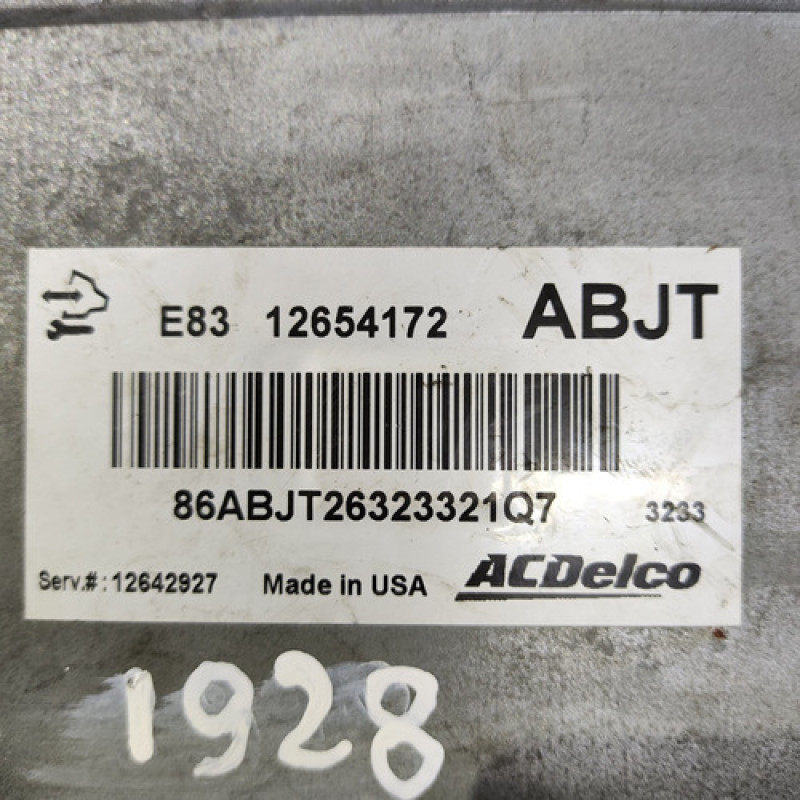 E83 12654172 ABJT
86ABJT26323321Q7 3233
Serv.#: 12642927 Made in USA ACDelco
1928